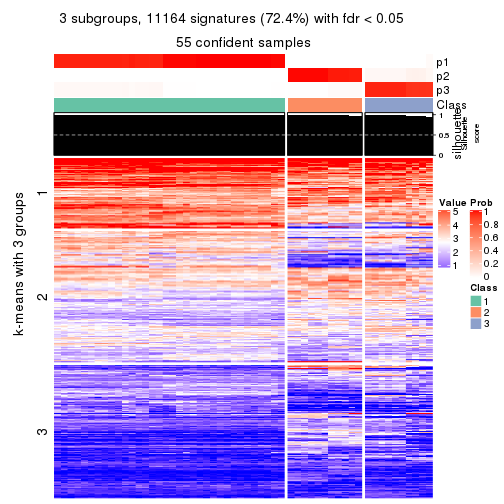 3 subgroups, 11164 signatures (72.4%) with fdr < 0.05
55 confident samples
p1
p2
p3
Class
1
0.5
0
silhouette
Silhouette
score
k-means with 3 groups
1
2
3
Value
5
4
3
2
1
Prob
1
0.8
0.6
0.4
0.2
0
Class
1
2
3